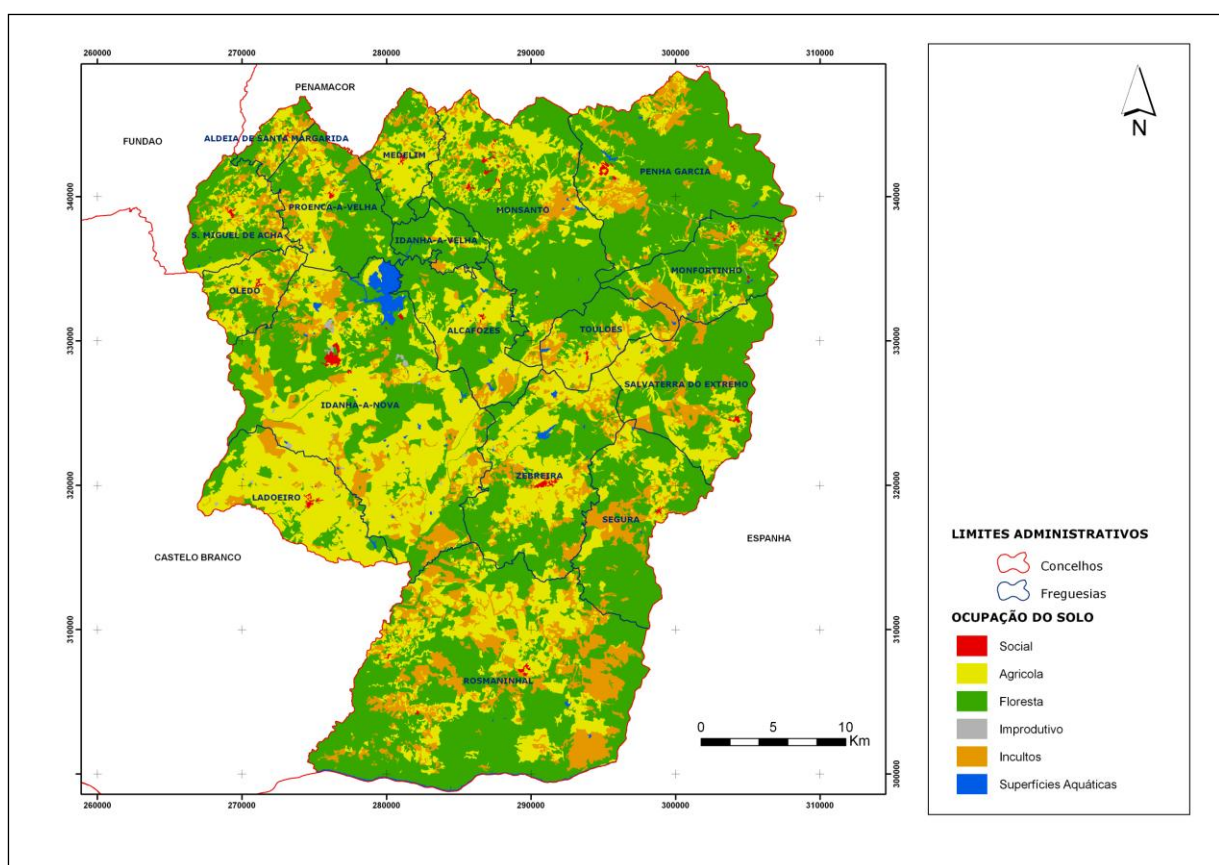 260000 270000 280000 290000 300000 310000
PENAMACOR
FUNDAO
ALDEIA DE SANTA MARGARIDA
MEDELIM
PENHA GARCIA
340000 340000
PROENCA-A-VELHA
MONSANTO
S. MIGUEL DE ACHA
IDANHA-A-VELHA
MONFORTINHO
OLEDO
ALCAFOZES
TOULOES
330000 330000
SALVATERRA DO EXTREMO
IDANHA-A-NOVA
ZEBREIRA
320000 320000
LADOEIRO
SEGURA
ESPANHA
CASTELO BRANCO
310000 310000
ROSMANINHAL
0 5 10
Km
300000 300000
260000 270000 280000 290000 300000 310000
N
LIMITES ADMINISTRATIVOS
Concelhos
Freguesias
OCUPAÇÃO DO SOLO
Social
Agricola
Floresta
Improdutivo
Incultos
Superfícies Aquáticas